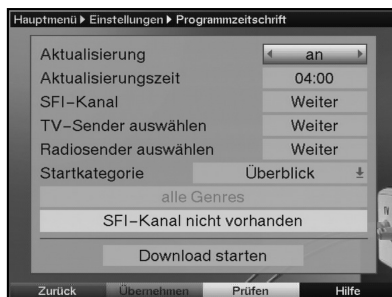 Hauptmenü ▶ Einstellungen ▶ Programmzeitschrift
Aktualisierung an
Aktualisierungszeit 04:00
SFI-Kanal Weiter
TV-Sender auswählen Weiter
Radiosender auswählen Weiter
Startkategorie Überblick
alle Genres
SFI-Kanal nicht vorhanden
Download starten
Zurück Übernehmen Prüfen Hilfe